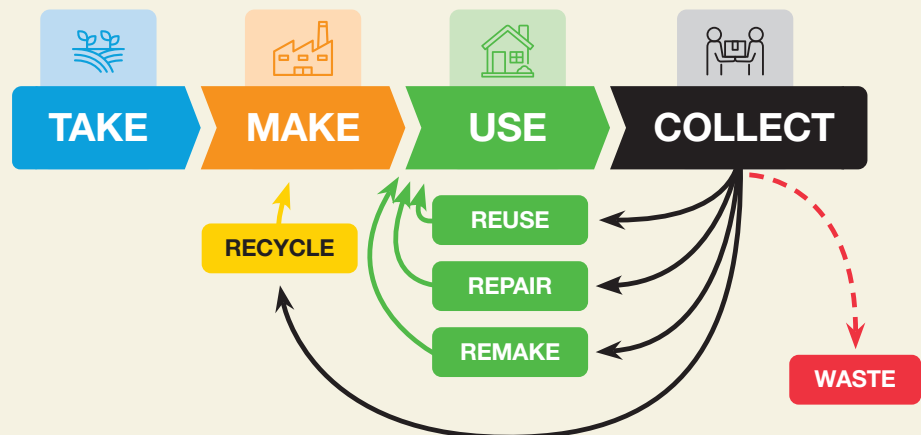 TAKE
MAKE
USE
COLLECT
REUSE
RECYCLE
REPAIR
REMAKE
WASTE